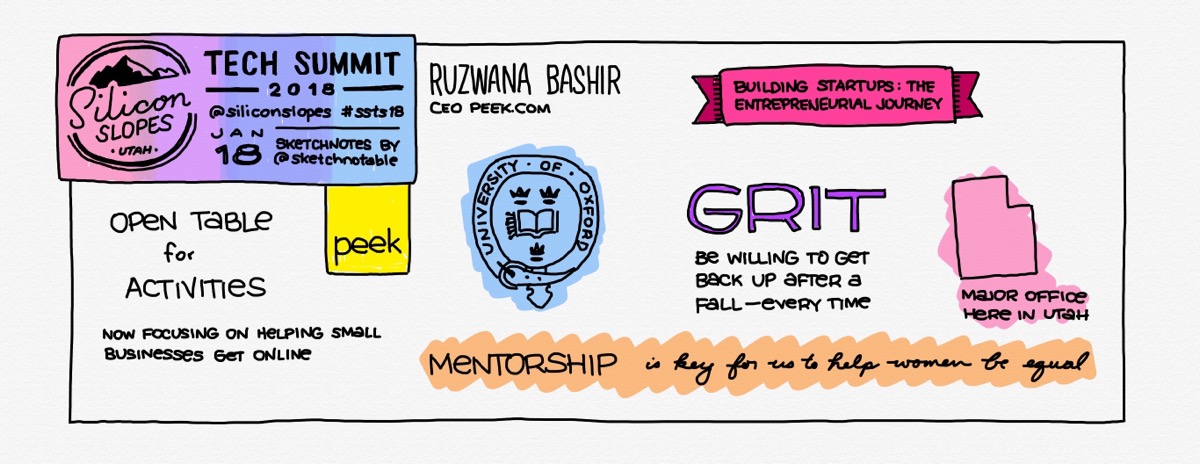 Silicon
SLOPES
• UTAH •
TECH SUMMIT
2018
@siliconslopes #ssts18
JAN
18
SKETCHNOTES BY
@sketchnotable
RUZWANA BASHIR
CEO PEEK.COM
BUILDING STARTUPS: THE
ENTREPRENEURIAL JOURNEY
OPEN TABLE
for
ACTIVITIES
peek
NOW FOCUSING ON HELPING SMALL
BUSINESSES GET ONLINE
UNIVERSITY · OF · OXFORD
GRIT
BE WILLING TO GET
BACK UP AFTER A
FALL—EVERY TIME
MAJOR OFFICE
HERE IN UTAH
MENTORSHIP is key for us to help women be equal